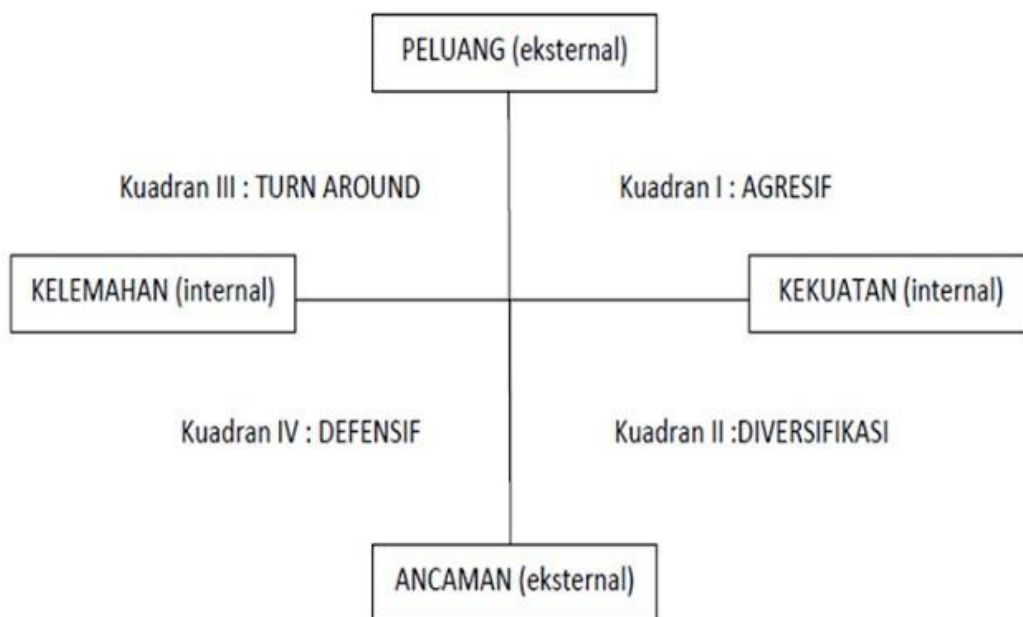 PELUANG (eksternal)
Kuadran III : TURN AROUND
Kuadran I : AGRESIF
KELEMAHAN (internal)
KEKUATAN (internal)
Kuadran IV : DEFENSIF
Kuadran II :DIVERSIFIKASI
ANCAMAN (eksternal)